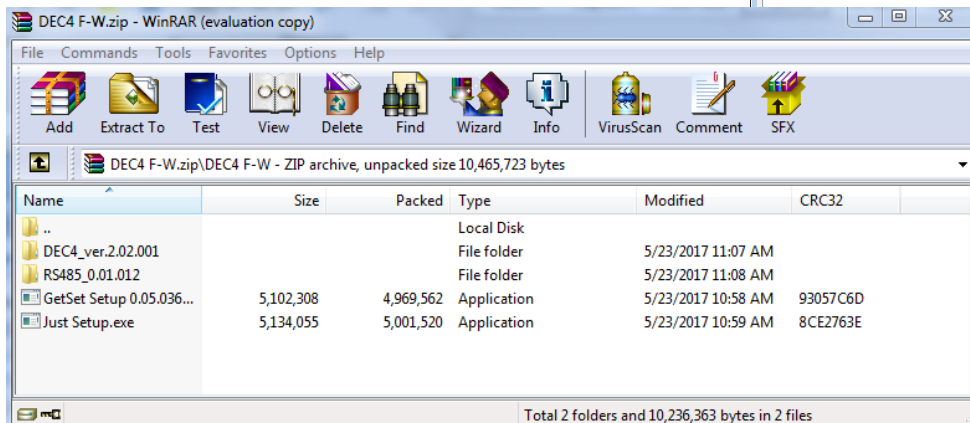 DEC4 F-W.zip - WinRAR (evaluation copy)
File Commands Tools Favorites Options Help
Add Extract To Test View Delete Find Wizard Info VirusScan Comment SFX
DEC4 F-W.zip\DEC4 F-W - ZIP archive, unpacked size 10,465,723 bytes
Name Size Packed Type Modified CRC32
.. Local Disk
DEC4_ver.2.02.001 File folder 5/23/2017 11:07 AM
RS485_0.01.012 File folder 5/23/2017 11:08 AM
GetSet Setup 0.05.036... 5,102,308 4,969,562 Application 5/23/2017 10:58 AM 93057C6D
Just Setup.exe 5,134,055 5,001,520 Application 5/23/2017 10:59 AM 8CE2763E
Total 2 folders and 10,236,363 bytes in 2 files